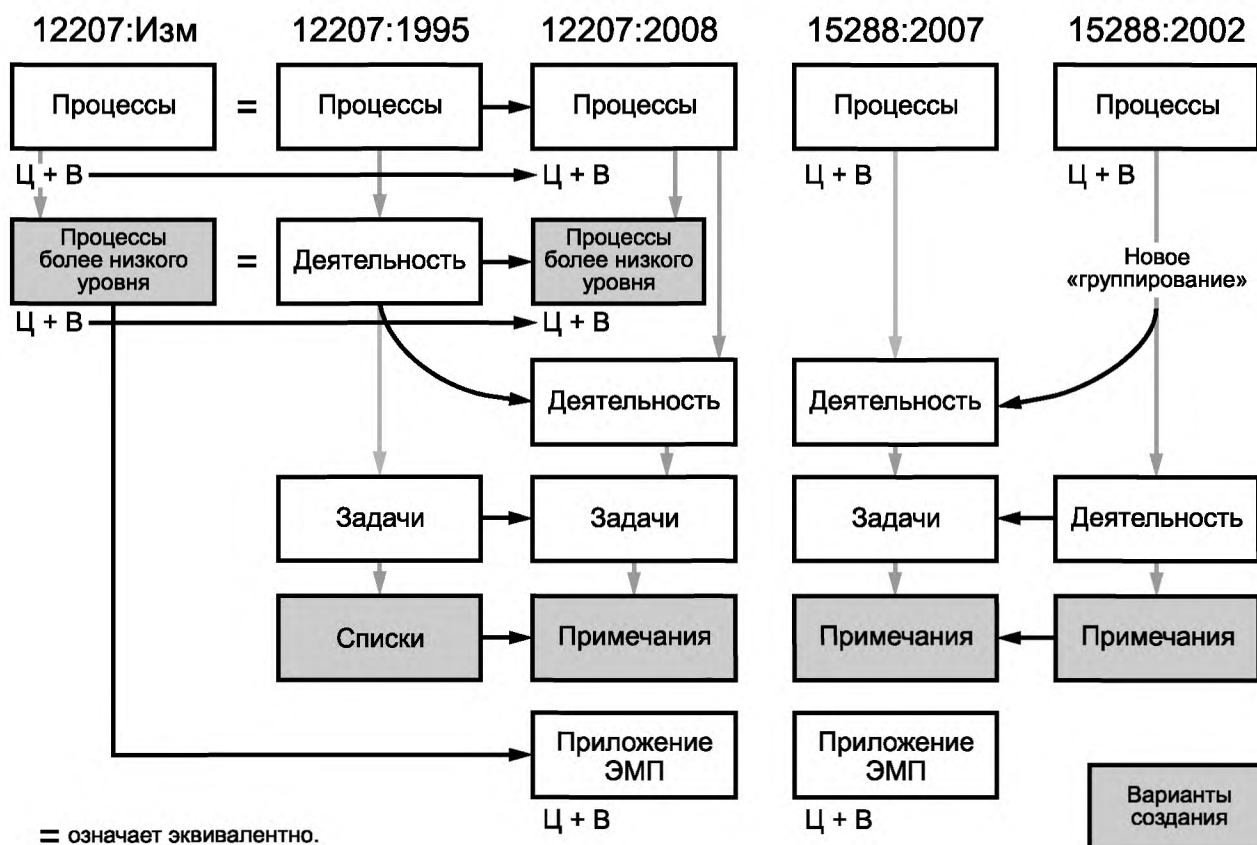 12207:Изм 12207:1995 12207:2008 15288:2007 15288:2002
Процессы = Процессы Процессы Процессы Процессы
Ц + В Ц + В Ц + В Ц + В
Процессы
более низкого
уровня
=
Деятельность
Процессы
более низкого
уровня
Новое
«группирование»
Ц + В Ц + В
Деятельность Деятельность
Задачи Задачи Задачи Деятельность
Списки Примечания Примечания Примечания
Приложение
ЭМП
Приложение
ЭМП
Ц + В Ц + В
Варианты
создания
= означает эквивалентно.